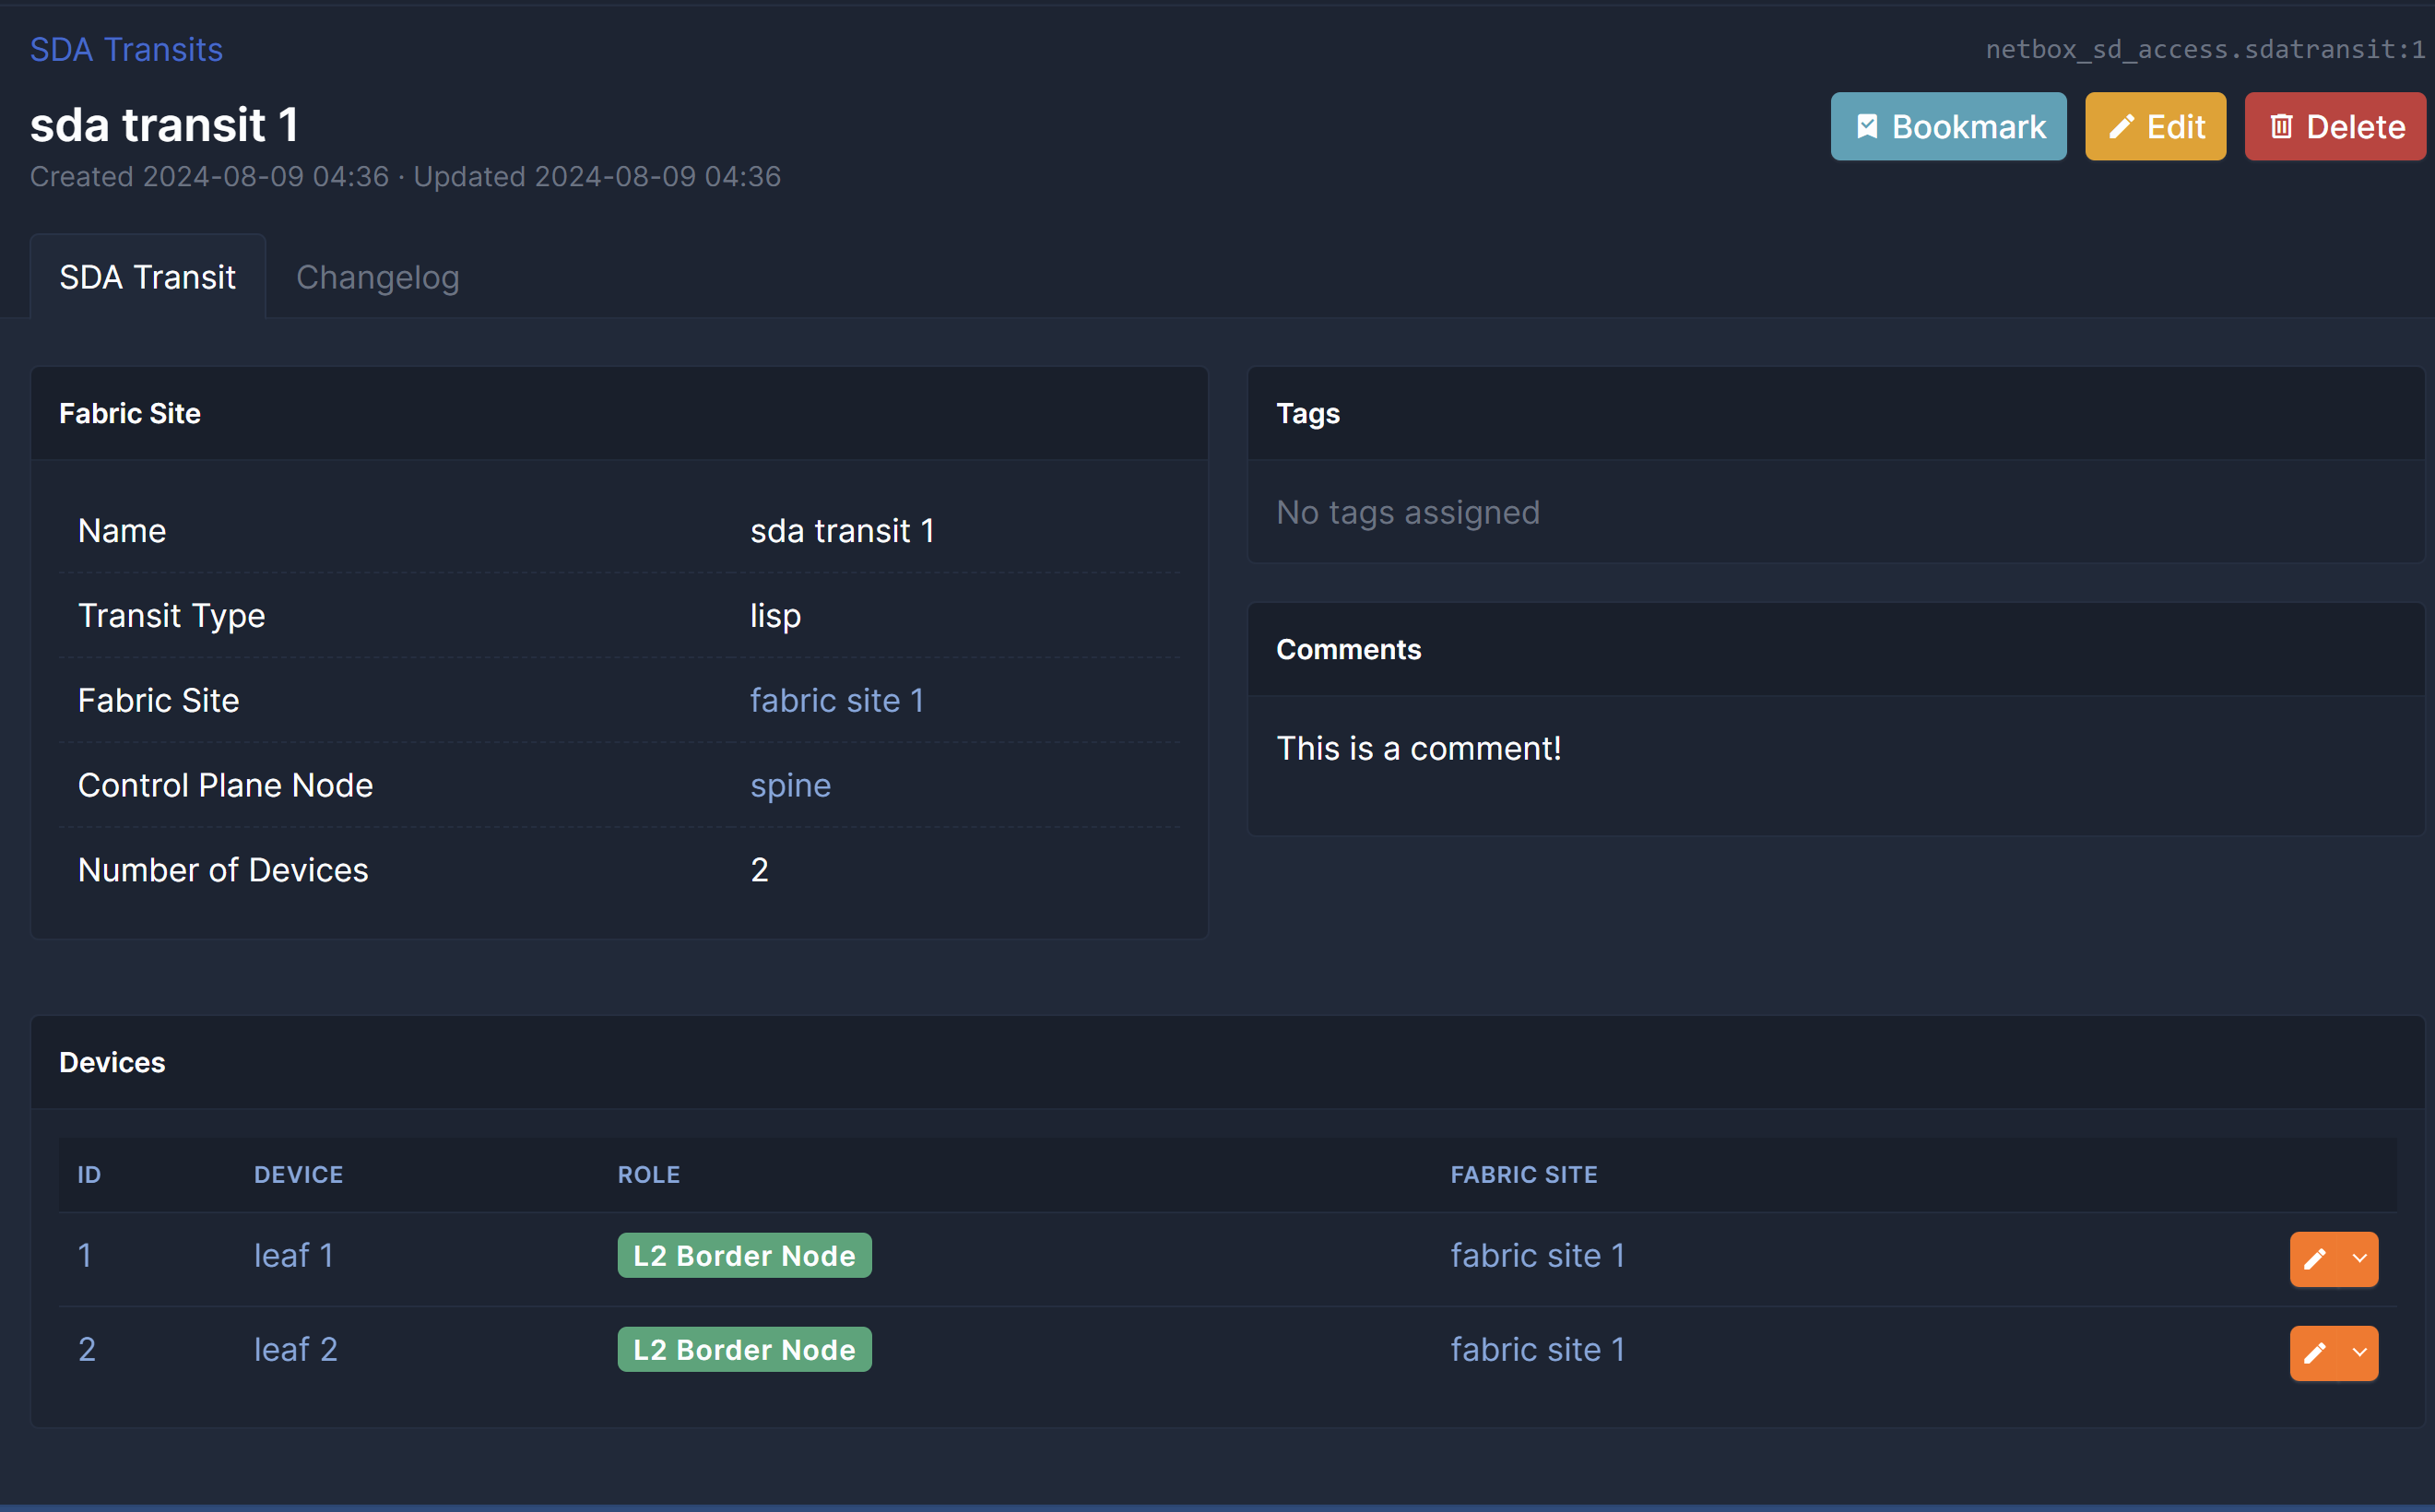 SDA Transits
netbox_sd_access.sdatransit:1
sda transit 1
Bookmark Edit Delete
Created 2024-08-09 04:36 · Updated 2024-08-09 04:36
SDA Transit Changelog
Fabric Site
Name sda transit 1
Transit Type lisp
Fabric Site fabric site 1
Control Plane Node spine
Number of Devices 2
Tags
No tags assigned
Comments
This is a comment!
Devices
ID DEVICE ROLE FABRIC SITE
1 leaf 1 L2 Border Node fabric site 1
2 leaf 2 L2 Border Node fabric site 1